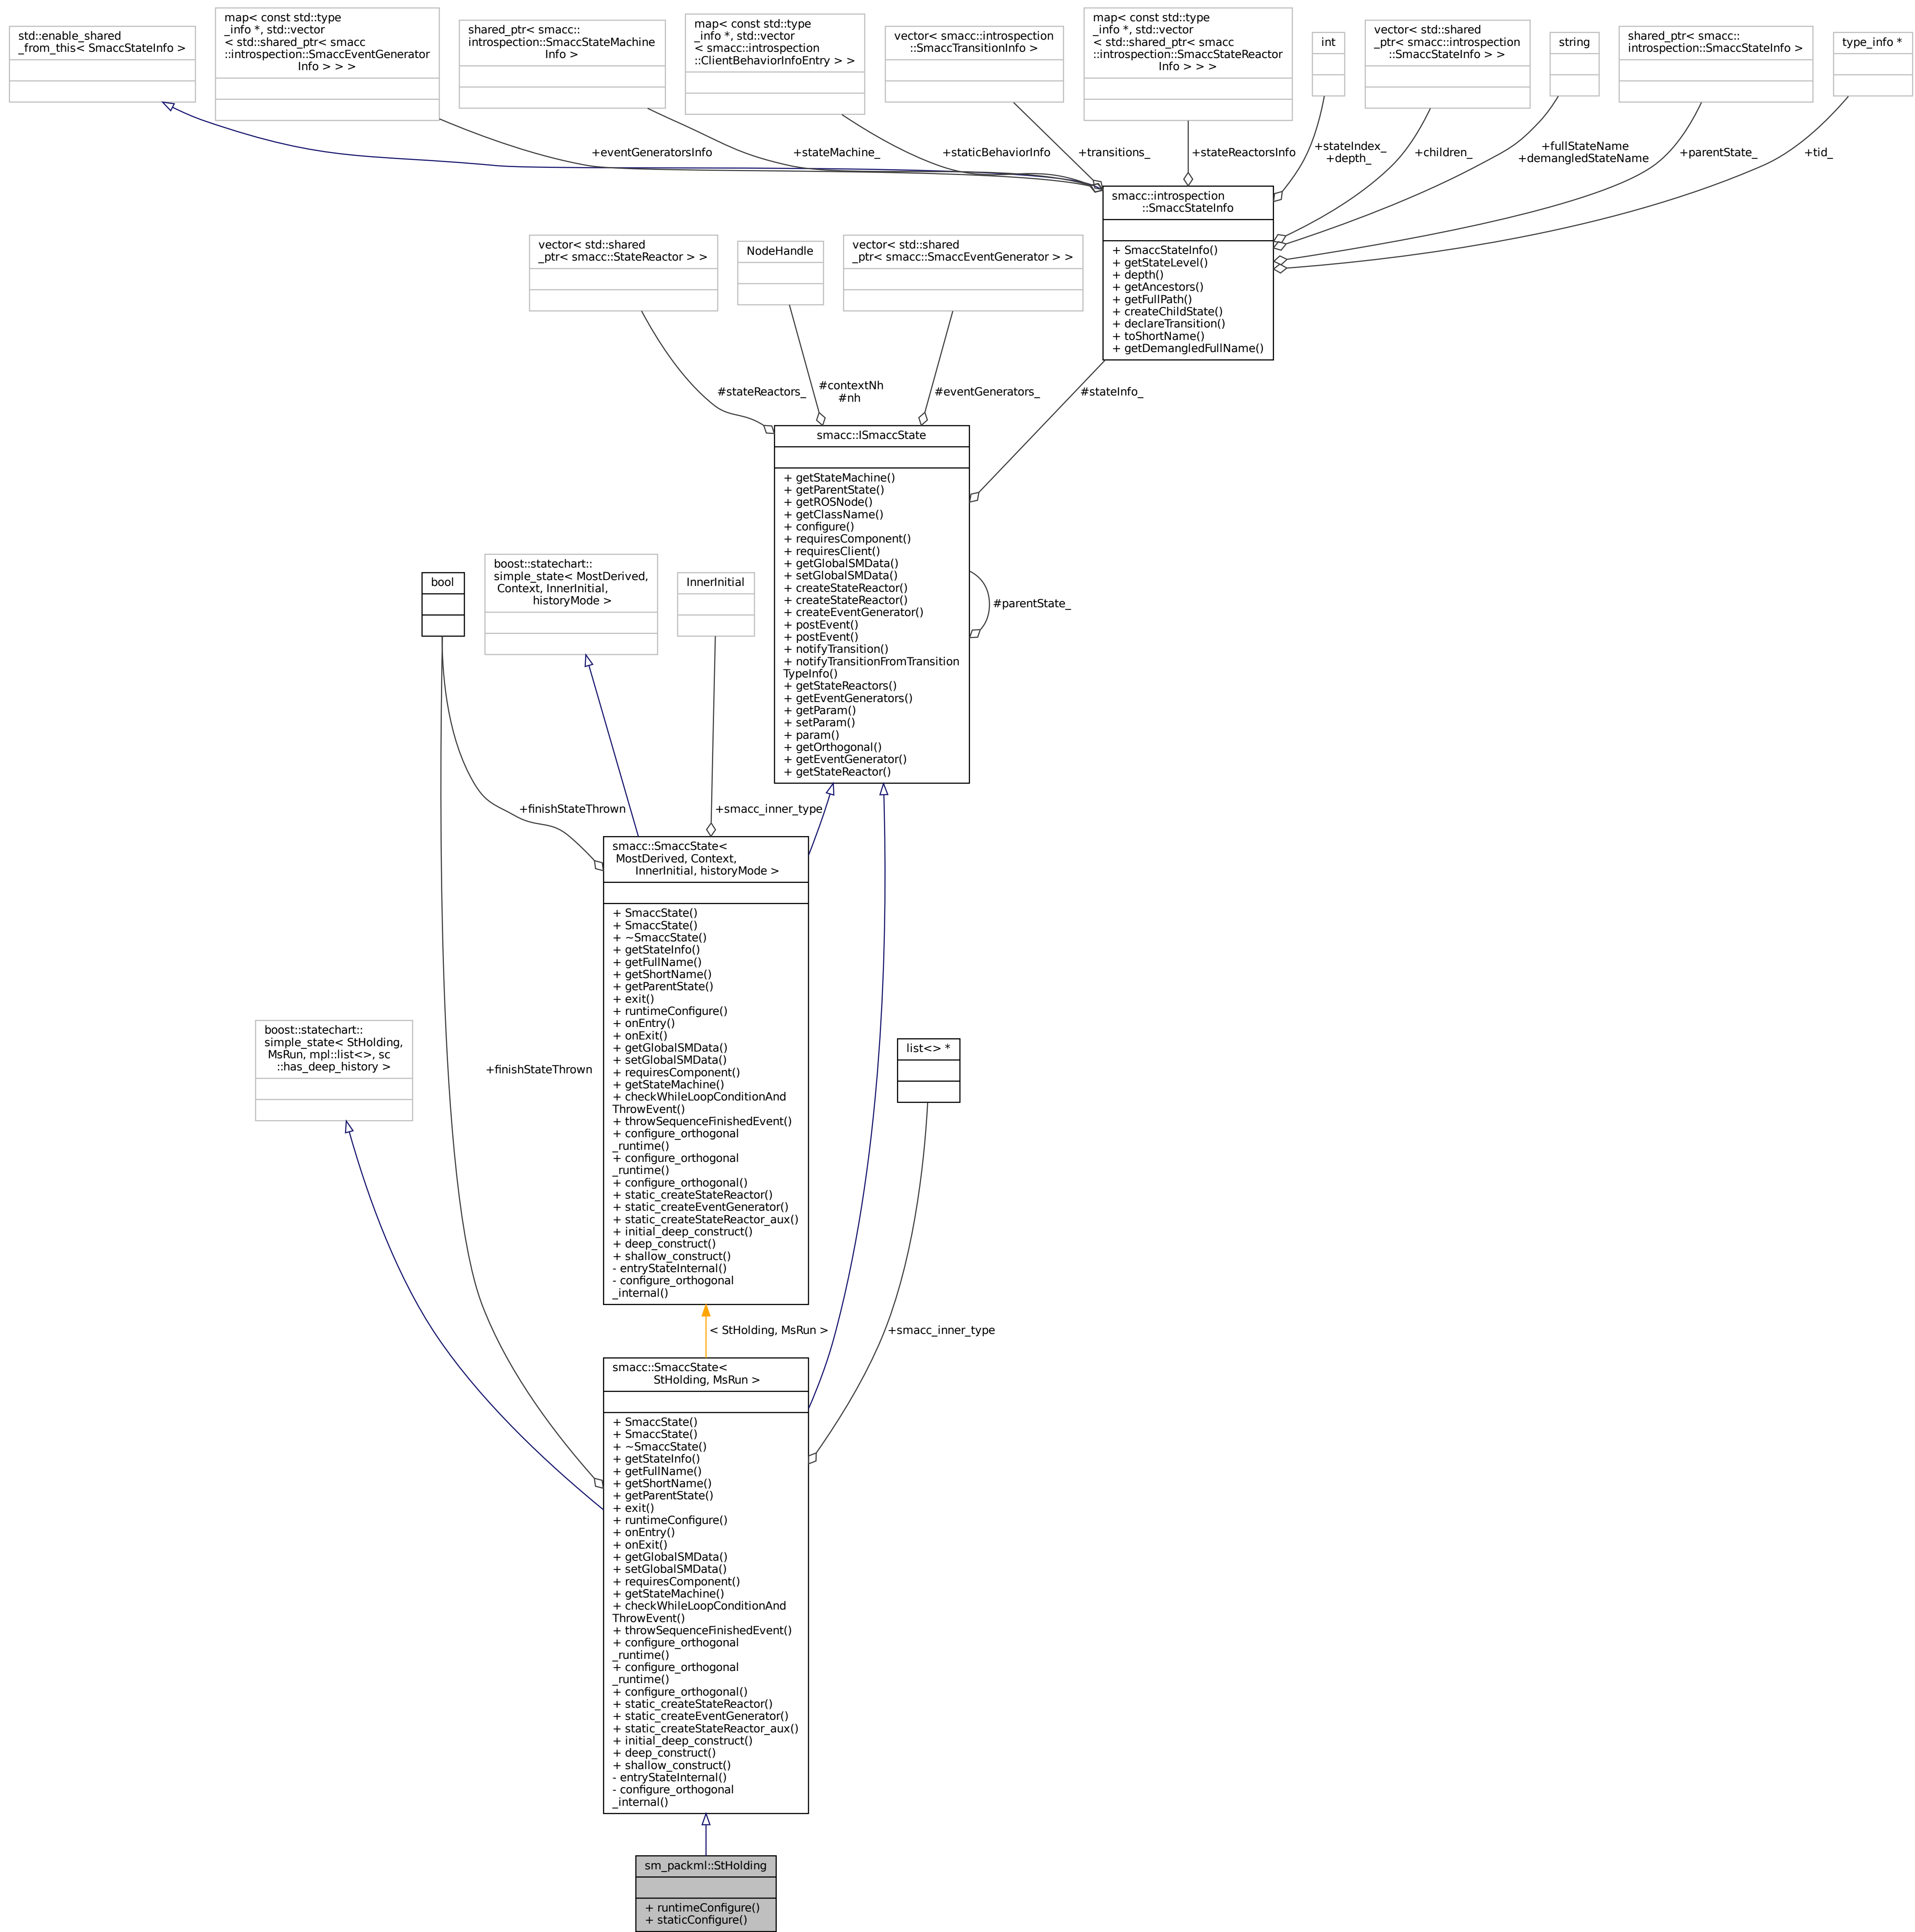 std::enable_shared
_from_this< SmaccStateInfo >
map< const std::type
_info *, std::vector
< std::shared_ptr< smacc
::introspection::SmaccEventGenerator
Info > > >
shared_ptr< smacc::
introspection::SmaccStateMachine
Info >
map< const std::type
_info *, std::vector
< smacc::introspection
::ClientBehaviorInfoEntry > >
vector< smacc::introspection
::SmaccTransitionInfo >
map< const std::type
_info *, std::vector
< std::shared_ptr< smacc
::introspection::SmaccStateReactor
Info > > >
int
vector< std::shared
_ptr< smacc::introspection
::SmaccStateInfo > >
string
shared_ptr< smacc::
introspection::SmaccStateInfo >
type_info *
+eventGeneratorsInfo
+stateMachine_
+staticBehaviorInfo
+transitions_
+stateReactorsInfo
+stateIndex_
+depth_
+children_
+fullStateName
+demangledStateName
+parentState_
+tid_
smacc::introspection
::SmaccStateInfo
+ SmaccStateInfo()
+ getStateLevel()
+ depth()
+ getAncestors()
+ getFullPath()
+ createChildState()
+ declareTransition()
+ toShortName()
+ getDemangledFullName()
vector< std::shared
_ptr< smacc::StateReactor > >
NodeHandle
vector< std::shared
_ptr< smacc::SmaccEventGenerator > >
#stateReactors_
#contextNh
#nh
#eventGenerators_
#stateInfo_
smacc::ISmaccState
+ getStateMachine()
+ getParentState()
+ getROSNode()
+ getClassName()
+ configure()
+ requiresComponent()
+ requiresClient()
+ getGlobalSMData()
+ setGlobalSMData()
+ createStateReactor()
+ createStateReactor()
+ createEventGenerator()
+ postEvent()
+ postEvent()
+ notifyTransition()
+ notifyTransitionFromTransition
TypeInfo()
+ getStateReactors()
+ getEventGenerators()
+ getParam()
+ setParam()
+ param()
+ getOrthogonal()
+ getEventGenerator()
+ getStateReactor()
#parentState_
bool
boost::statechart::
simple_state< MostDerived,
Context, InnerInitial,
historyMode >
InnerInitial
+finishStateThrown
+smacc_inner_type
smacc::SmaccState<
MostDerived, Context,
InnerInitial, historyMode >
+ SmaccState()
+ SmaccState()
+ ~SmaccState()
+ getStateInfo()
+ getFullName()
+ getShortName()
+ getParentState()
+ exit()
+ runtimeConfigure()
+ onEntry()
+ onExit()
+ getGlobalSMData()
+ setGlobalSMData()
+ requiresComponent()
+ getStateMachine()
+ checkWhileLoopConditionAnd
ThrowEvent()
+ throwSequenceFinishedEvent()
+ configure_orthogonal
_runtime()
+ configure_orthogonal
_runtime()
+ configure_orthogonal()
+ static_createStateReactor()
+ static_createEventGenerator()
+ static_createStateReactor_aux()
+ initial_deep_construct()
+ deep_construct()
+ shallow_construct()
- entryStateInternal()
- configure_orthogonal
_internal()
boost::statechart::
simple_state< StHolding,
MsRun, mpl::list<>, sc
::has_deep_history >
+finishStateThrown
list<> *
< StHolding, MsRun >
+smacc_inner_type
smacc::SmaccState<
StHolding, MsRun >
+ SmaccState()
+ SmaccState()
+ ~SmaccState()
+ getStateInfo()
+ getFullName()
+ getShortName()
+ getParentState()
+ exit()
+ runtimeConfigure()
+ onEntry()
+ onExit()
+ getGlobalSMData()
+ setGlobalSMData()
+ requiresComponent()
+ getStateMachine()
+ checkWhileLoopConditionAnd
ThrowEvent()
+ throwSequenceFinishedEvent()
+ configure_orthogonal
_runtime()
+ configure_orthogonal
_runtime()
+ configure_orthogonal()
+ static_createStateReactor()
+ static_createEventGenerator()
+ static_createStateReactor_aux()
+ initial_deep_construct()
+ deep_construct()
+ shallow_construct()
- entryStateInternal()
- configure_orthogonal
_internal()
sm_packml::StHolding
+ runtimeConfigure()
+ staticConfigure()